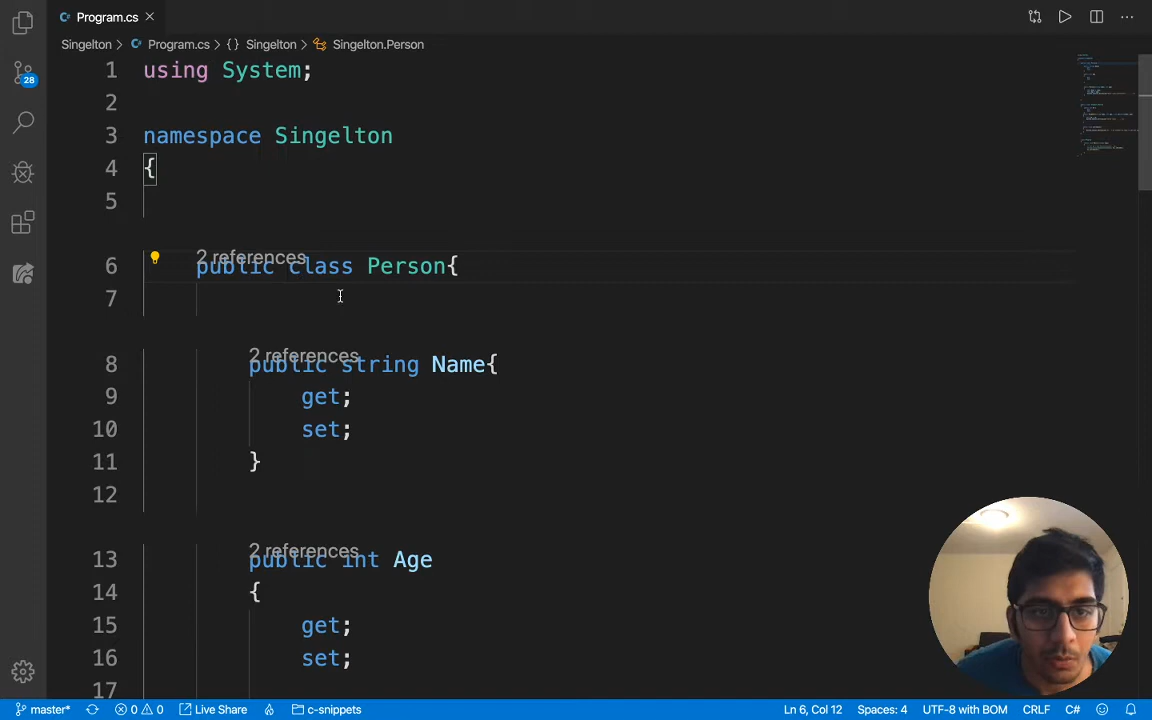 Program.cs
Singelton > Program.cs > {} Singelton > Singelton.Person
28
1 using System;
2
3 namespace Singelton
4 {
5
2 references
6 public class Person{
7
2 references
8 public string Name{
9 get;
10 set;
11 }
12
2 references
13 public int Age
14 {
15 get;
16 set;
17
master* 0 0 Live Share c-snippets Ln 6, Col 12 Spaces: 4 UTF-8 with BOM CRLF C#